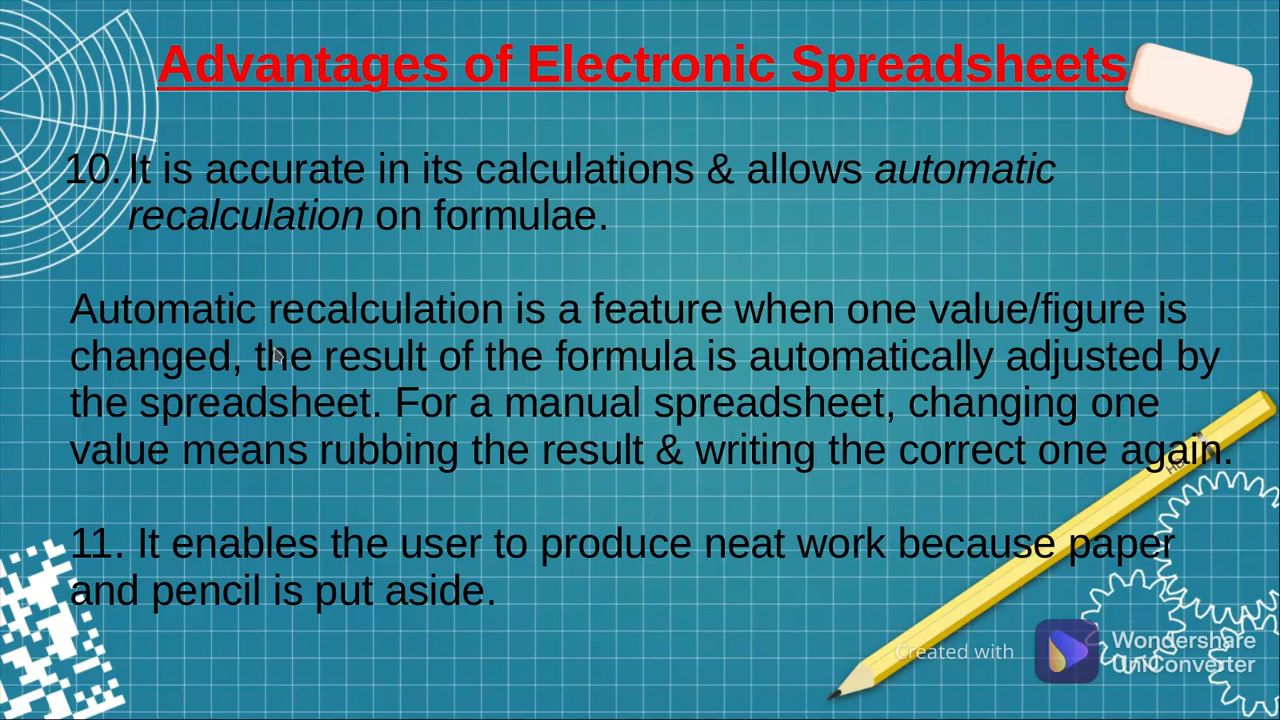 Advantages of Electronic Spreadsheets
10. It is accurate in its calculations & allows automatic
recalculation on formulae.
Automatic recalculation is a feature when one value/figure is
changed, the result of the formula is automatically adjusted by
the spreadsheet. For a manual spreadsheet, changing one
value means rubbing the result & writing the correct one again.
HB
11. It enables the user to produce neat work because paper
and pencil is put aside.
Created with
Wondershare
UniConverter